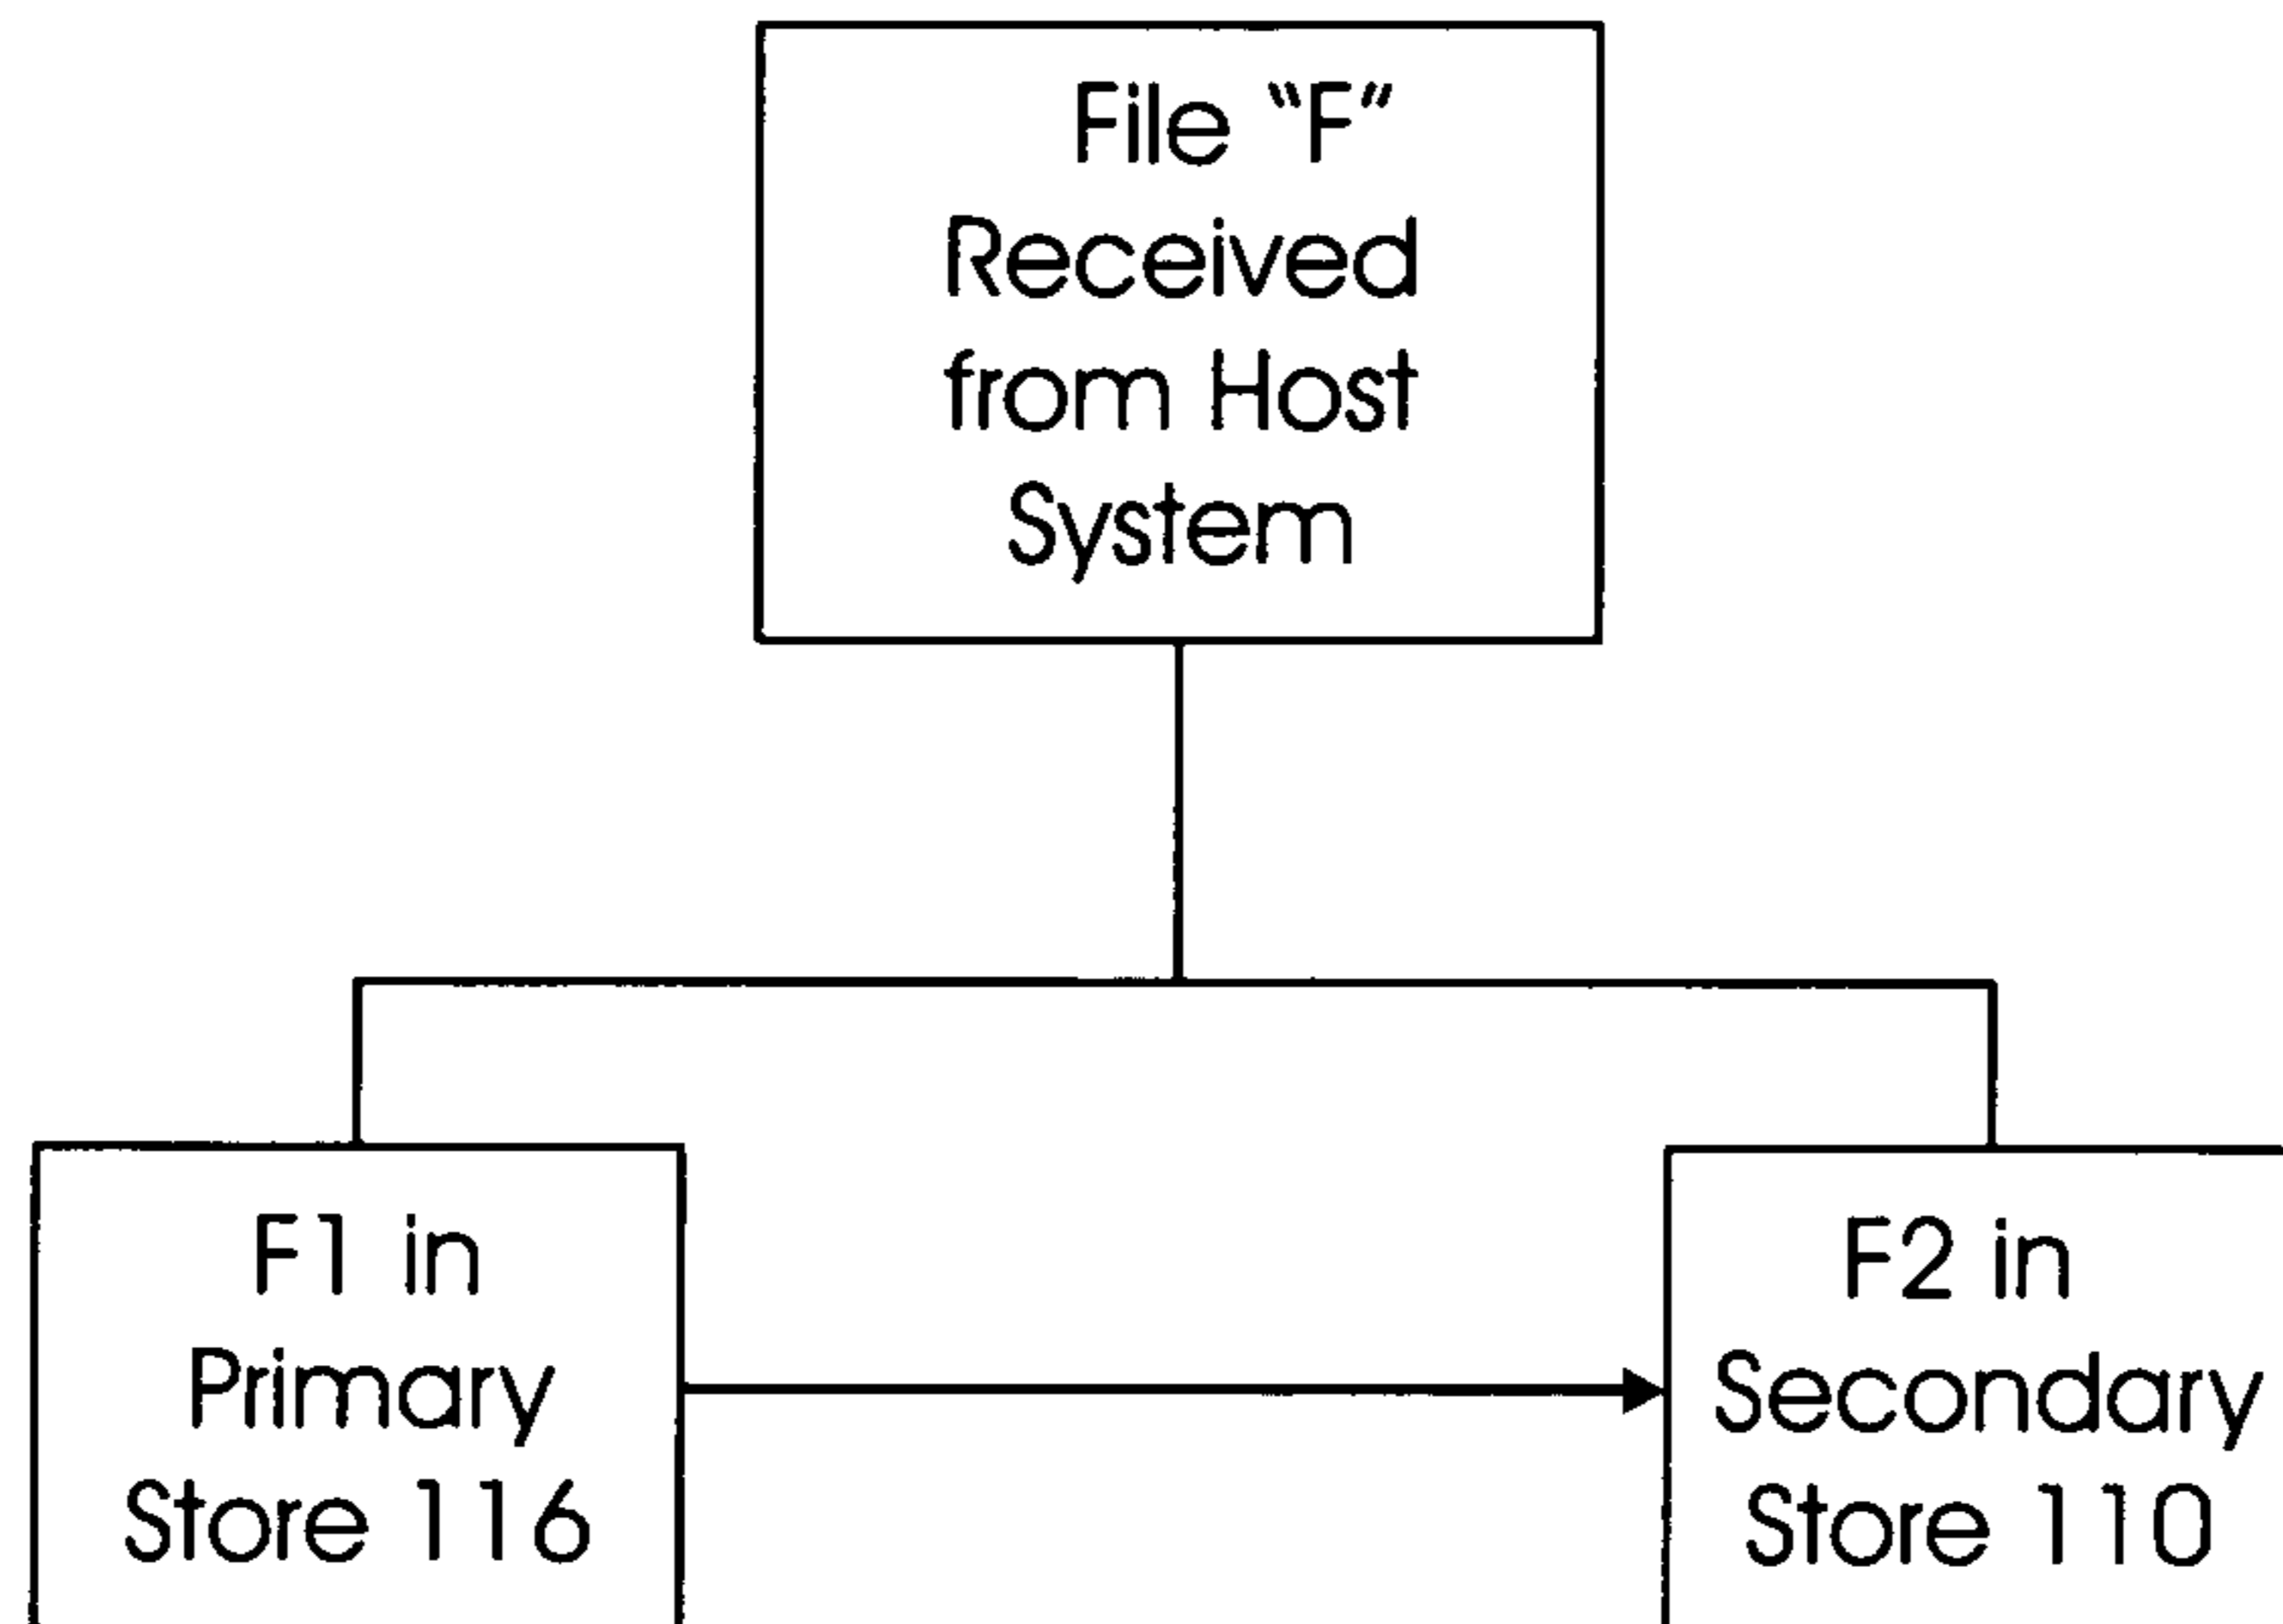 File “F”
Received
from Host
System
F1 in
Primary
Store 116
F2 in
Secondary
Store 110